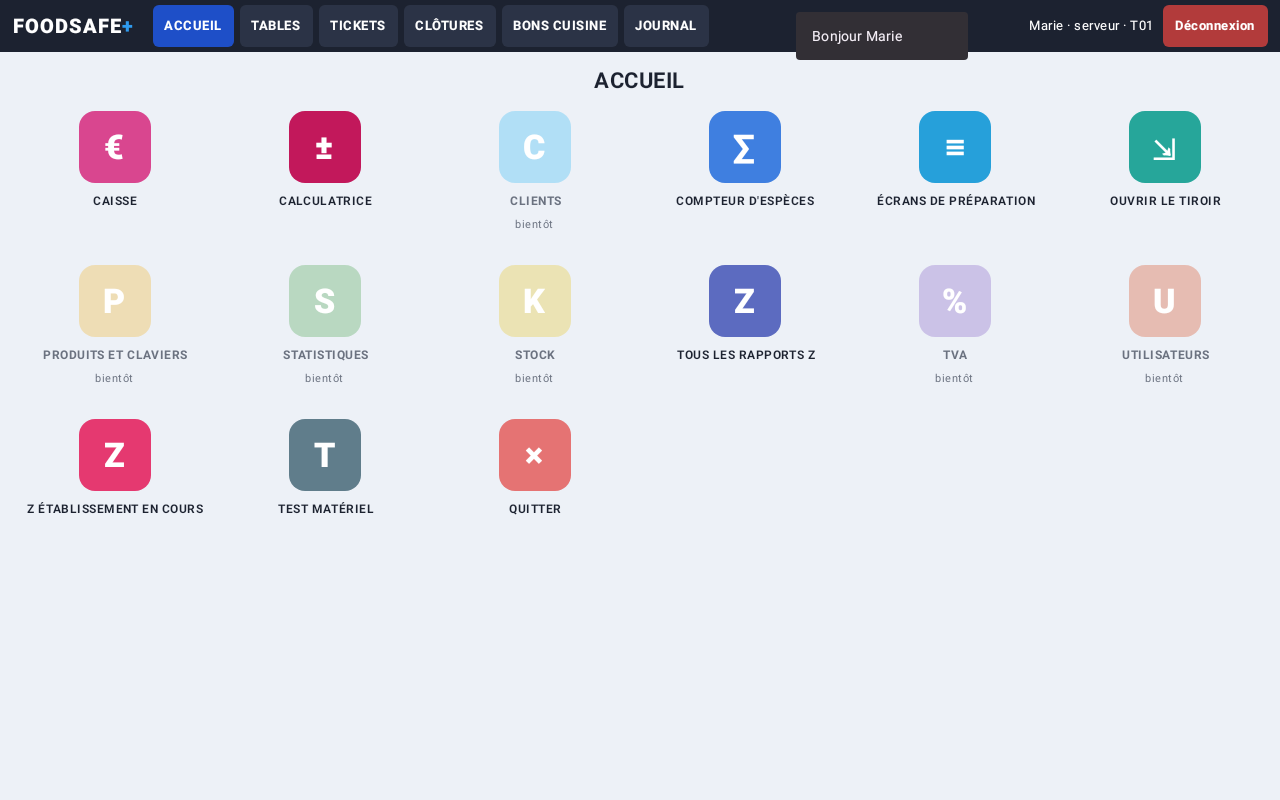 FOODSAFE+ ACCUEIL TABLES TICKETS CLÔTURES BONS CUISINE JOURNAL Bonjour Marie Marie · serveur · T01 Déconnexion
ACCUEIL
€ ± C Σ ≡ ⇲
CAISSE CALCULATRICE CLIENTS COMPTEUR D'ESPÈCES ÉCRANS DE PRÉPARATION OUVRIR LE TIROIR
bientôt
P S K Z % U
PRODUITS ET CLAVIERS STATISTIQUES STOCK TOUS LES RAPPORTS Z TVA UTILISATEURS
bientôt bientôt bientôt bientôt bientôt
Z T ×
Z ÉTABLISSEMENT EN COURS TEST MATÉRIEL QUITTER